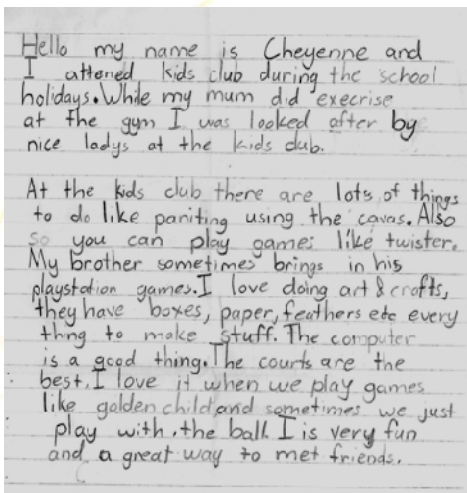 Hello my name is Cheyenne and
I attened kids club during the school
holidays. While my mum did execrise
at the gym I was looked after by
nice ladys at the kids club.
At the kids club there are lots of things
to do like paniting using the cavas. Also
so you can play games like twister.
My brother sometimes brings in his
playstation games. I love doing art & crafts,
they have boxes, paper, feathers etc every
thing to make stuff. The computer
is a good thing. The courts are the
best. I love it when we play games
like golden child and sometimes we just
play with the ball. I is very fun
and a great way to met friends.